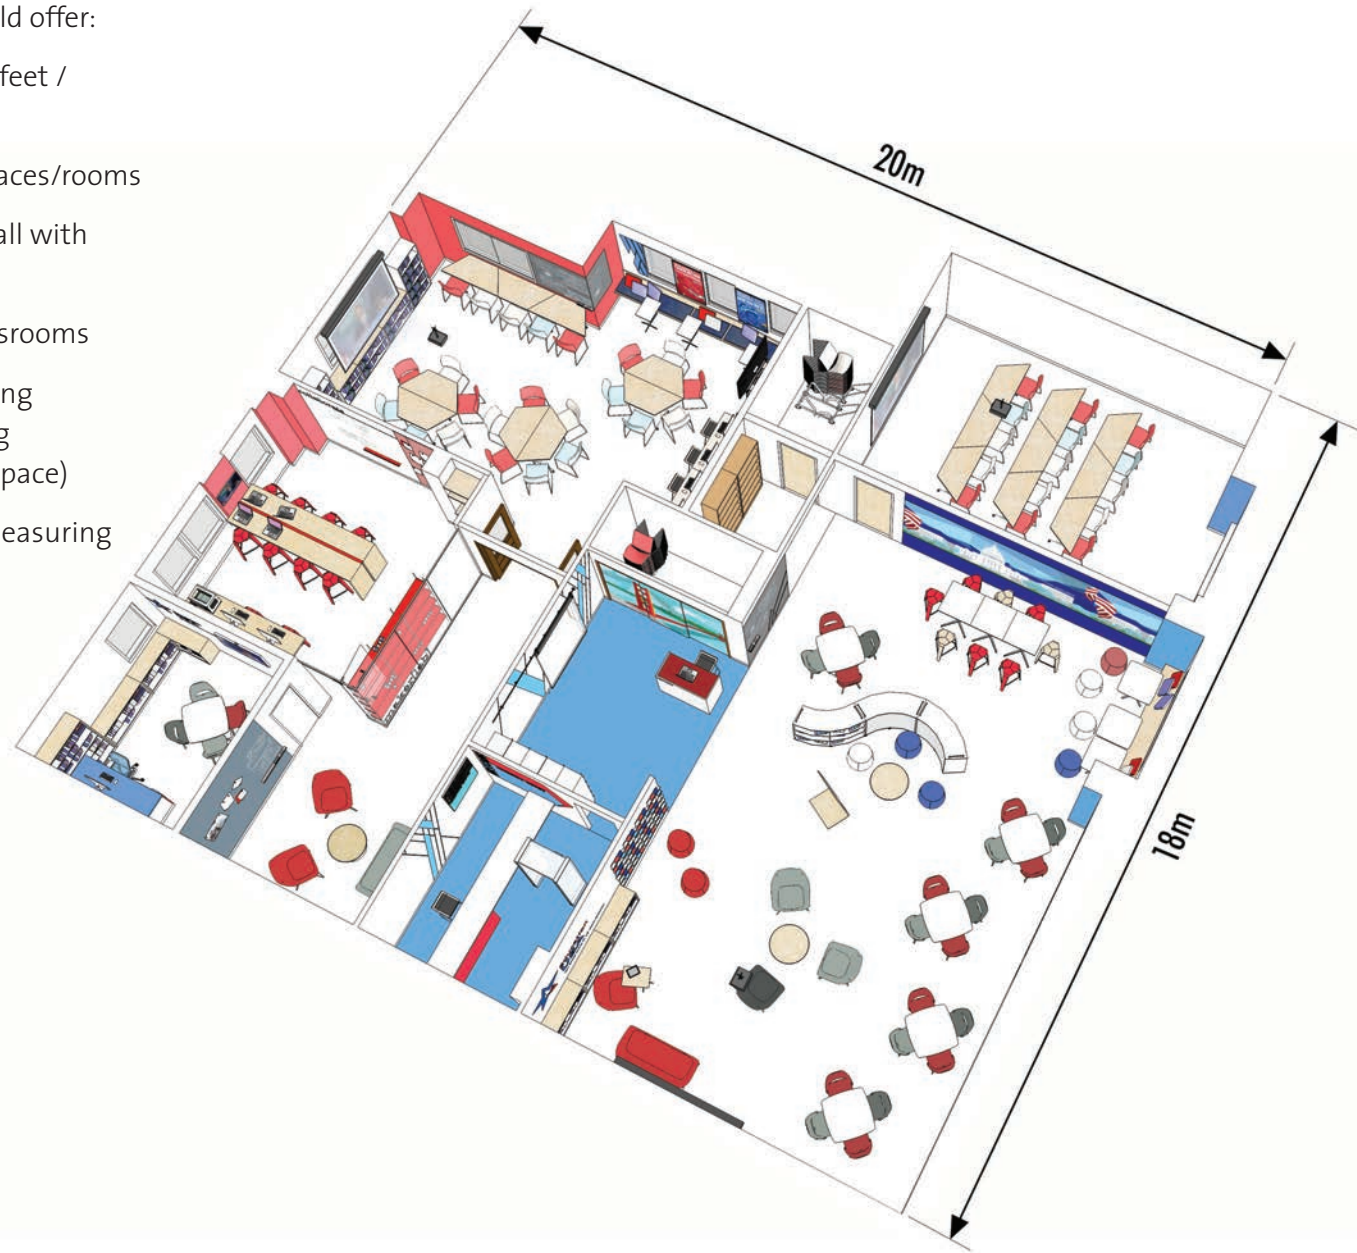 ld offer:
feet /
aces/rooms
all with
srooms
ng
g
pace)
easuring
20m
18m